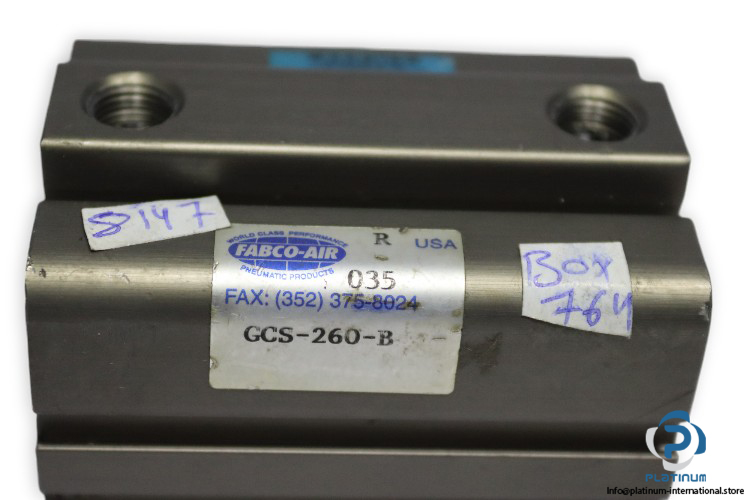 8147
WORLD CLASS PERFORMANCE
FABCO-AIR
PNEUMATIC PRODUCTS
R USA
035
FAX: (352) 375-8024
GCS-260-B -
Box
764
PLATINUM
Info@platinum-international.store